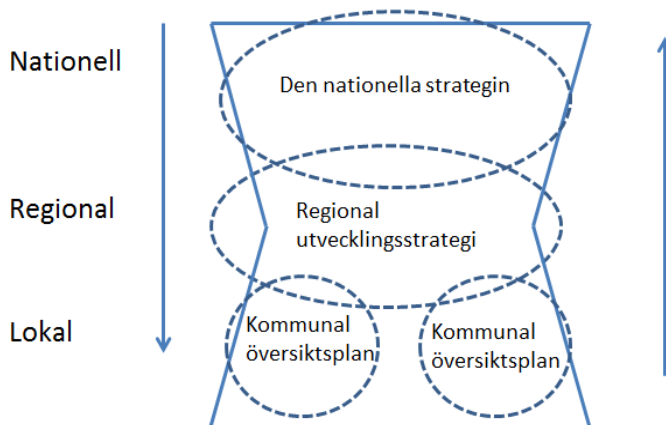 Nationell
Den nationella strategin
Regional
Regional
utvecklingsstrategi
Lokal
Kommunal
översiktsplan
Kommunal
översiktsplan